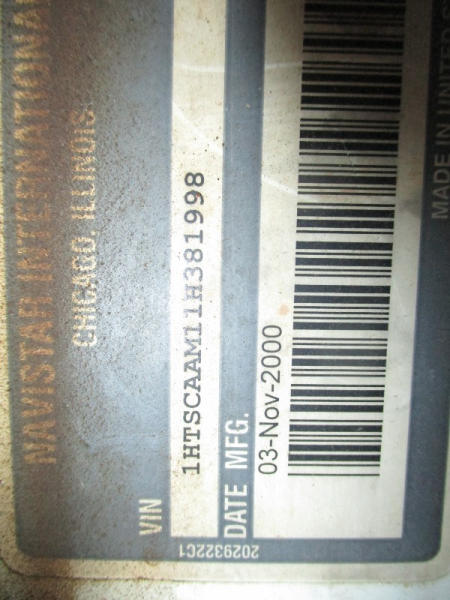 NAVISTAR INTERNATIONAL
CHICAGO, ILLINOIS
VIN
1HTSCAAM11H381998
DATE MFG.
03-Nov-2000
MADE IN UNITED
2029322C1